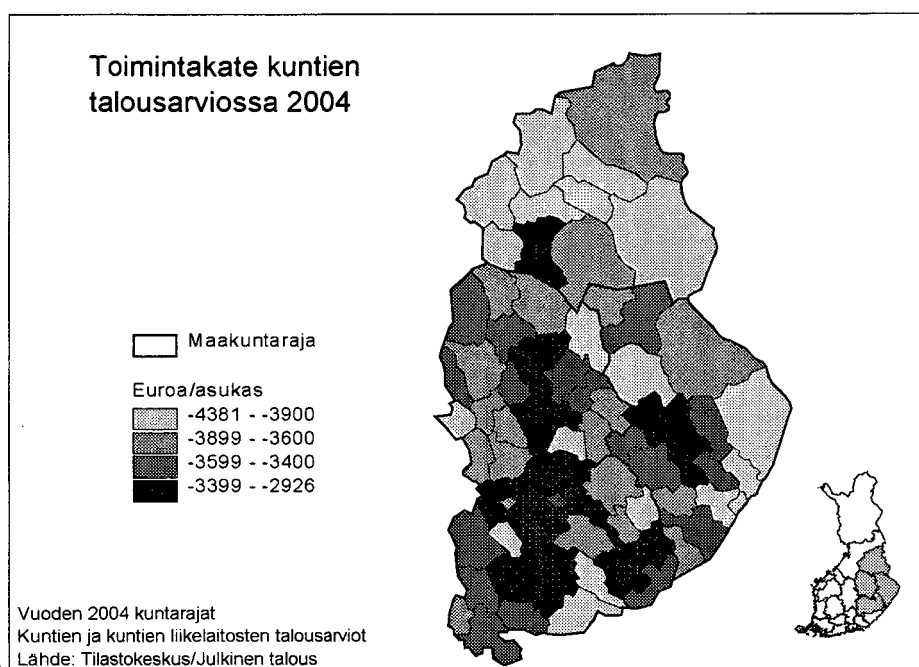 Toimintakate kuntien
talousarviossa 2004
Maakuntaraja
Euroa/asukas
-4381 - -3900
-3899 - -3600
-3599 - -3400
-3399 - -2926
Vuoden 2004 kuntarajat
Kuntien ja kuntien liikelaitosten talousarviot
Lähde: Tilastokeskus/Julkinen talous